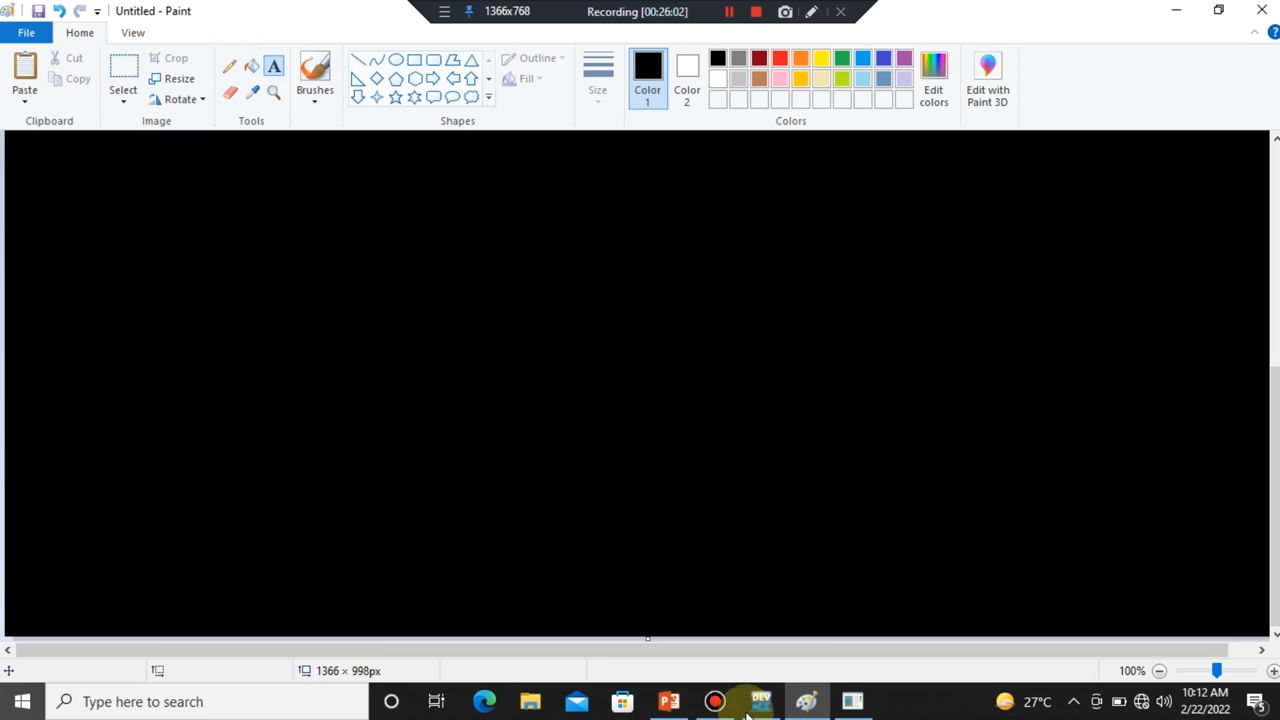 Untitled - Paint
1366x768
Recording [00:26:02]
File
Home
View
Paste
Cut
Copy
Clipboard
Select
Crop
Resize
Rotate
Image
A
Tools
Brushes
Shapes
Outline
Fill
Size
Color 1
Color 2
Edit colors
Colors
Edit with Paint 3D
1366 × 998px
100%
Type here to search
DEV
27°C
10:12 AM
2/22/2022
5